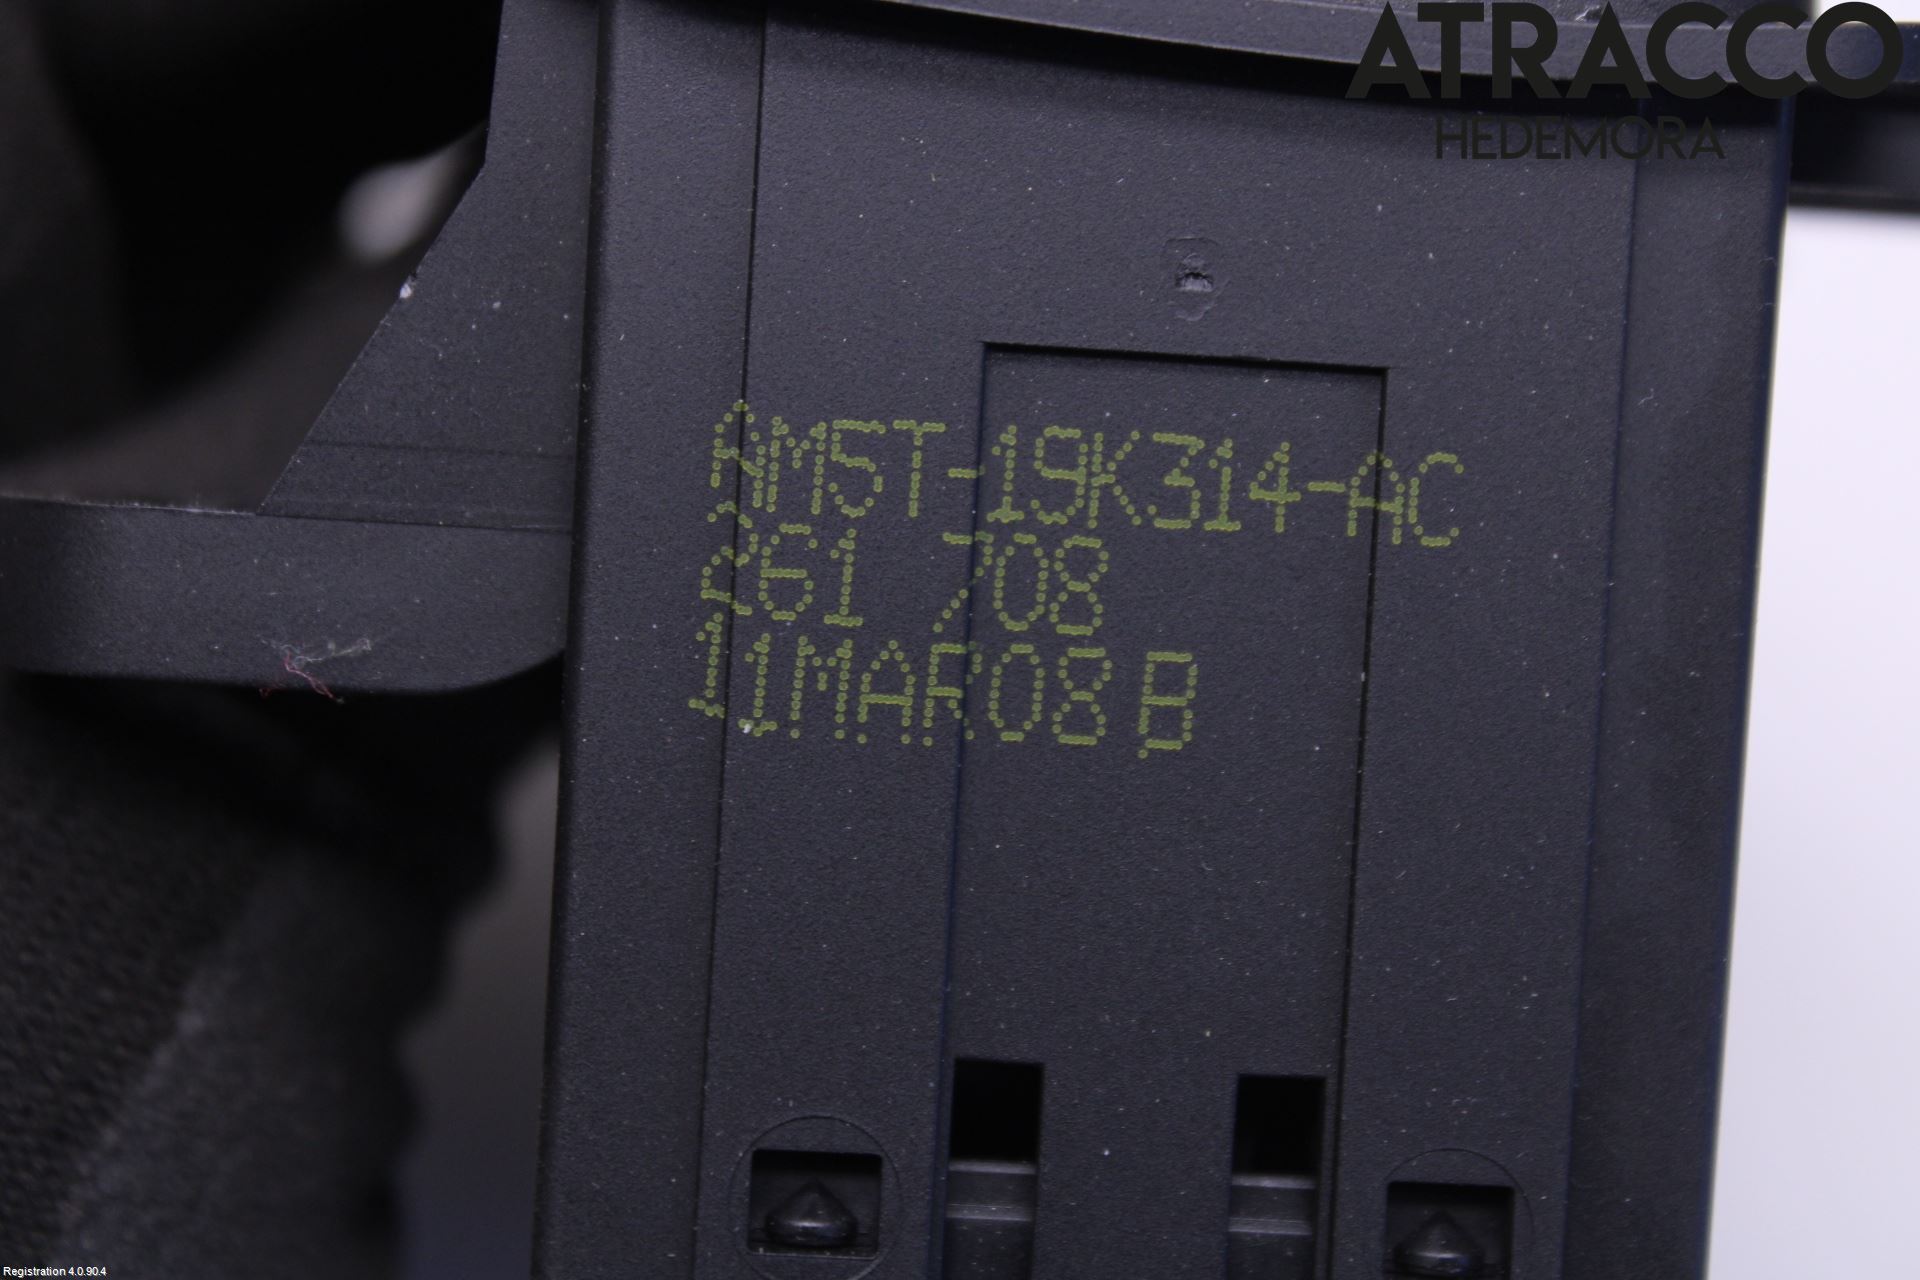 ATRACCO
HEDEMORA
AM5T-19K314-AC
261 708
11MAR08 B
Registration 4.0.90.4